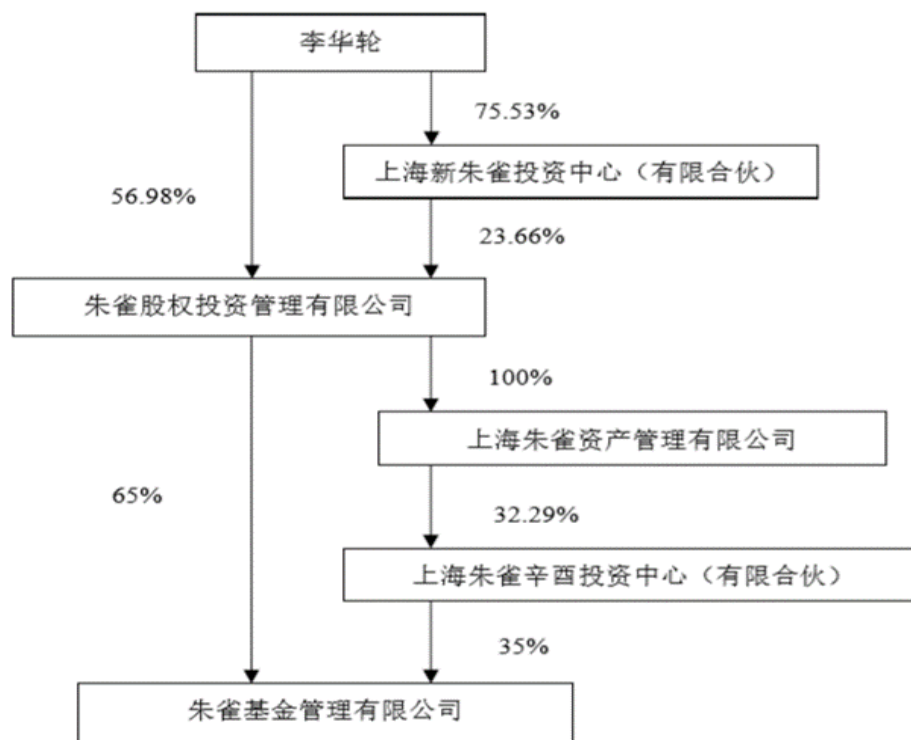 李华轮
75.53%
上海新朱雀投资中心（有限合伙）
56.98%
23.66%
朱雀股权投资管理有限公司
100%
上海朱雀资产管理有限公司
65%
32.29%
上海朱雀辛酉投资中心（有限合伙）
35%
朱雀基金管理有限公司